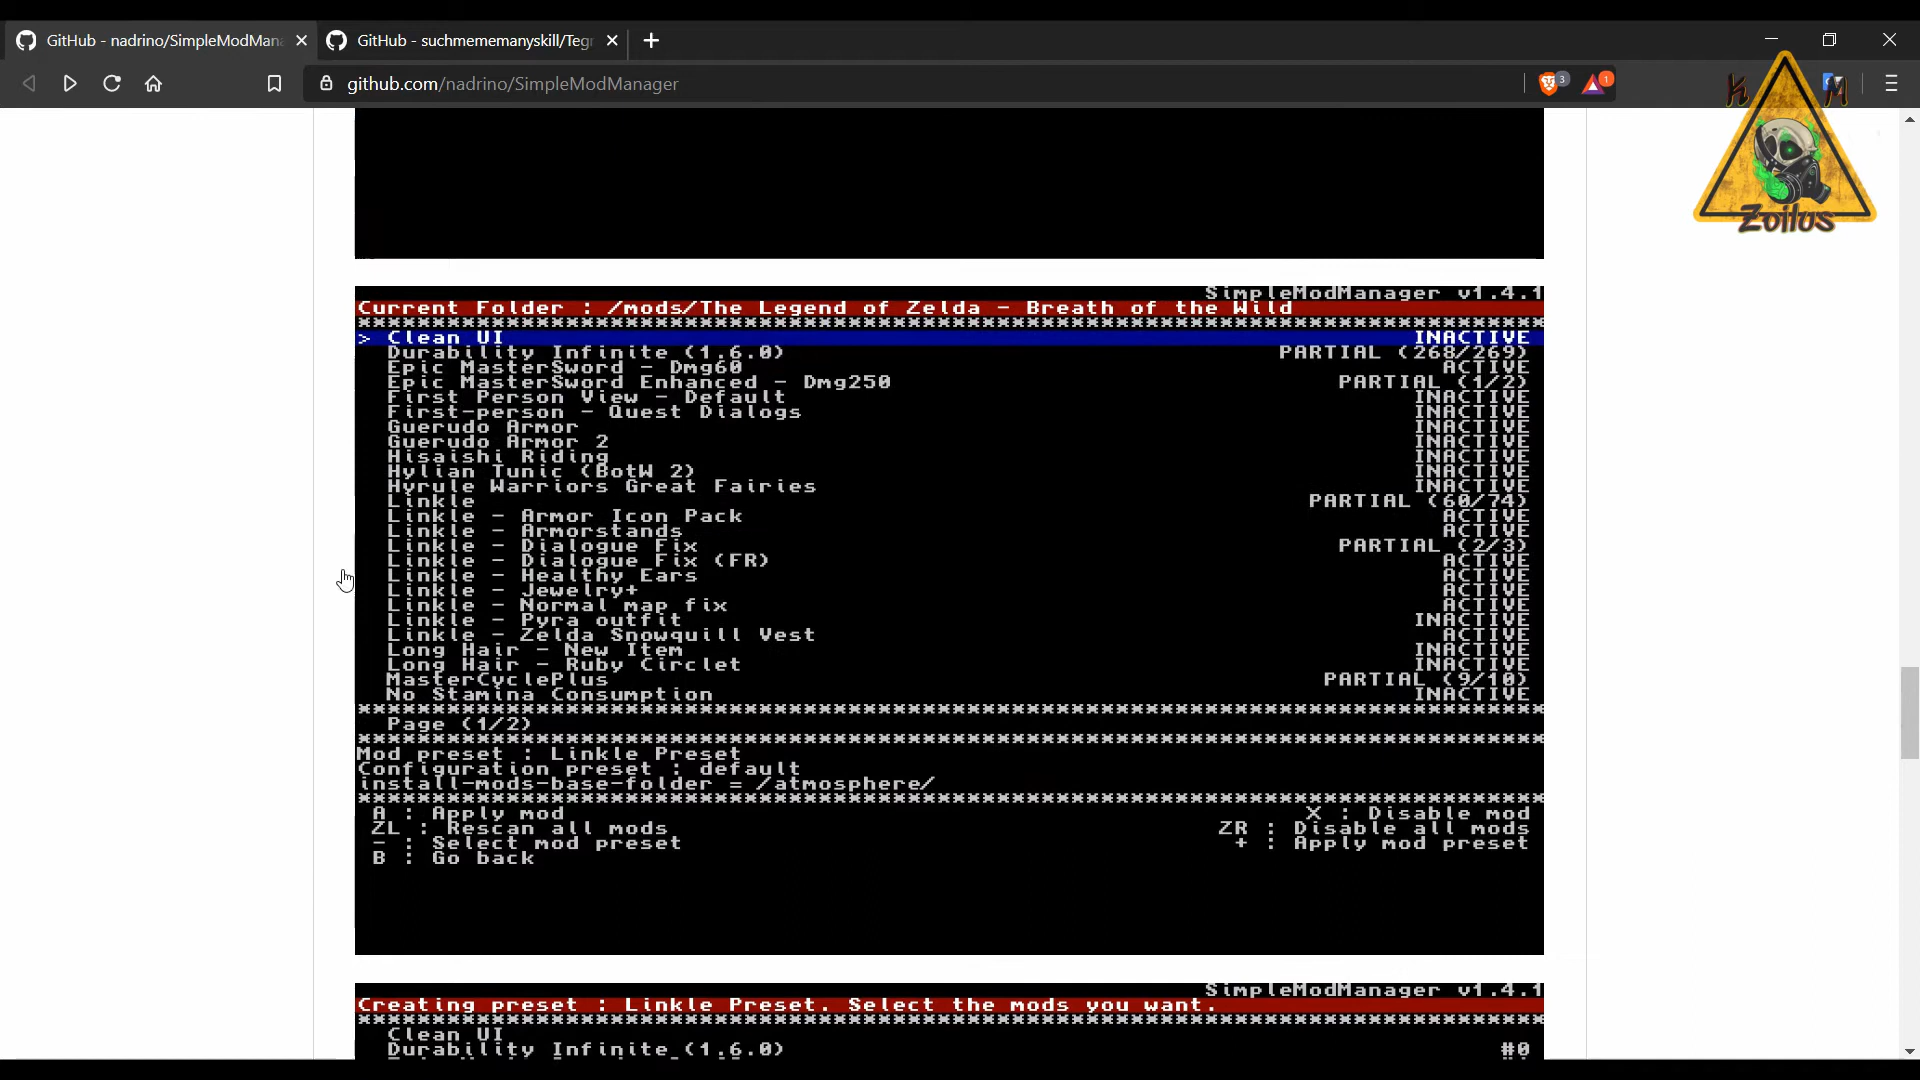 GitHub - nadrino/SimpleModMana
GitHub - suchmememanyskill/Tegr
github.com/nadrino/SimpleModManager
3
1
K M
Zoilus
SimpleModManager v1.4.1
Current Folder : /mods/The Legend of Zelda - Breath of the Wild
********************************************************************************
> Clean UI INACTIVE
Durability Infinite (1.6.0) PARTIAL (268/269)
Epic MasterSword - Dmg60 ACTIVE
Epic MasterSword Enhanced - Dmg250 PARTIAL (1/2)
First Person View - Default INACTIVE
First-person - Quest Dialogs INACTIVE
Guerudo Armor INACTIVE
Guerudo Armor 2 INACTIVE
Hisaishi Riding INACTIVE
Hylian Tunic (BotW 2) INACTIVE
Hyrule Warriors Great Fairies INACTIVE
Linkle PARTIAL (60/74)
Linkle - Armor Icon Pack ACTIVE
Linkle - Armorstands ACTIVE
Linkle - Dialogue Fix PARTIAL (2/3)
Linkle - Dialogue Fix (FR) ACTIVE
Linkle - Healthy Ears ACTIVE
Linkle - Jewelry+ ACTIVE
Linkle - Normal map fix ACTIVE
Linkle - Pyra outfit INACTIVE
Linkle - Zelda Snowquill Vest ACTIVE
Long Hair - New Item INACTIVE
Long Hair - Ruby Circlet INACTIVE
MasterCyclePlus PARTIAL (9/10)
No Stamina Consumption INACTIVE
********************************************************************************
Page (1/2)
********************************************************************************
Mod preset : Linkle Preset
Configuration preset : default
install-mods-base-folder = /atmosphere/
********************************************************************************
A : Apply mod X : Disable mod
ZL : Rescan all mods ZR : Disable all mods
- : Select mod preset + : Apply mod preset
B : Go back
SimpleModManager v1.4.1
Creating preset : Linkle Preset. Select the mods you want.
********************************************************************************
Clean UI
Durability Infinite (1.6.0) #0